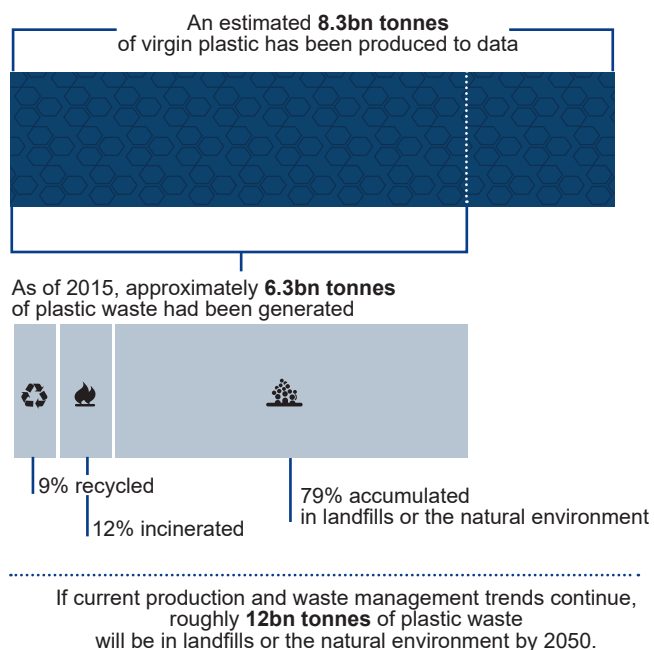 An estimated 8.3bn tonnes
of virgin plastic has been produced to data
As of 2015, approximately 6.3bn tonnes
of plastic waste had been generated
9% recycled
12% incinerated
79% accumulated
in landfills or the natural environment
If current production and waste management trends continue,
roughly 12bn tonnes of plastic waste
will be in landfills or the natural environment by 2050.